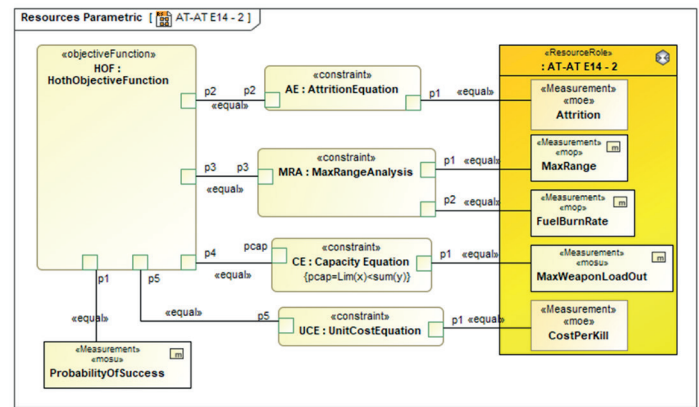 Resources Parametric [ AT-AT E14 - 2 ]
«objectiveFunction»
HOF :
HothObjectiveFunction
p2 p2
«equal»
«constraint»
AE : AttritionEquation
p1 «equal»
«ResourceRole»
: AT-AT E14 - 2
«Measurement»
«moe»
Attrition
p3 p3
«equal»
«constraint»
MRA : MaxRangeAnalysis
p1 «equal»
«Measurement»
«mop»
MaxRange
m
p2 «equal»
«Measurement»
«mop»
FuelBurnRate
m
p4 pcap
«equal»
«constraint»
CE : Capacity Equation
{pcap=Lim(x)<sum(y)}
p1 «equal»
«Measurement»
«mosu»
MaxWeaponLoadOut
m
p1 p5
«equal»
«equal»
p5
«constraint»
UCE : UnitCostEquation
p1 «equal»
«Measurement»
«moe»
CostPerKill
«Measurement»
«mosu»
ProbabilityOfSuccess
m